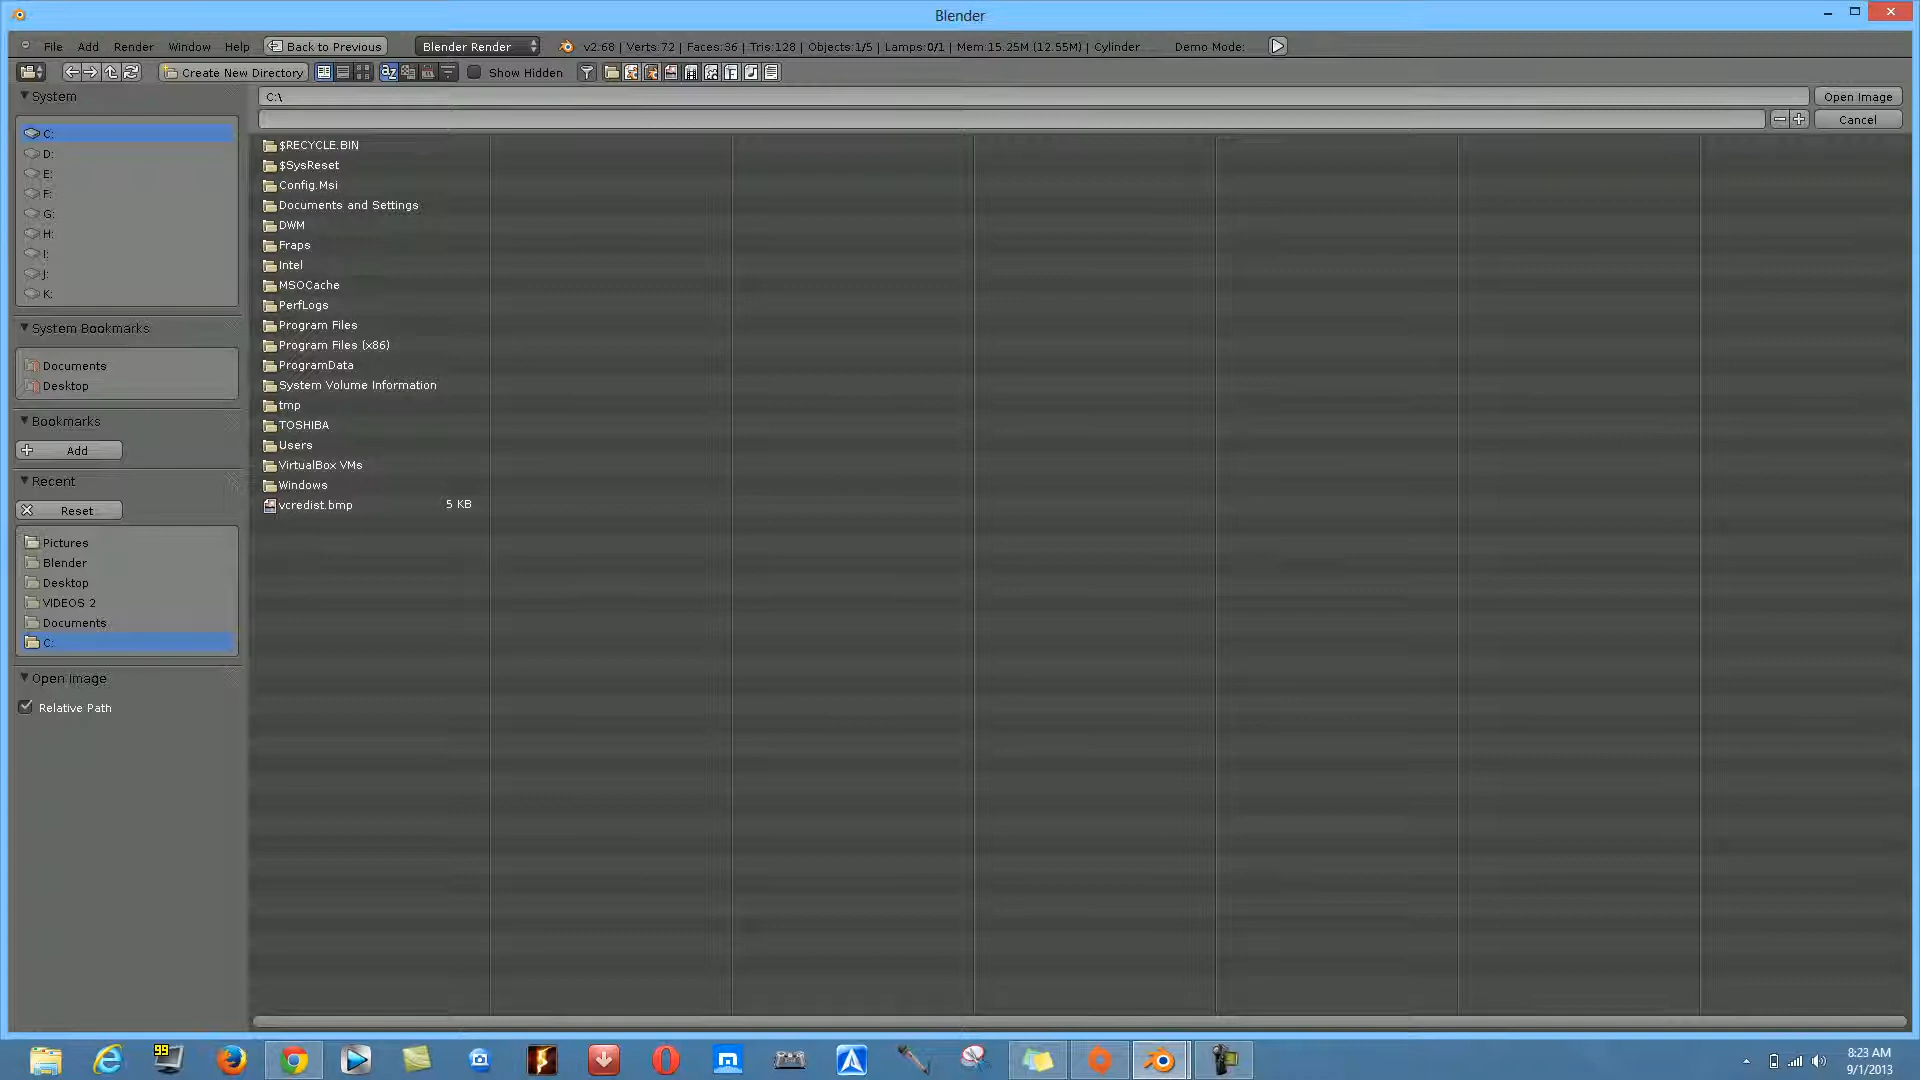 Blender
File Add Render Window Help Back to Previous Blender Render v2.68 | Verts:72 | Faces:36 | Tris:128 | Objects:1/5 | Lamps:0/1 | Mem:15.25M (12.55M) | Cylinder Demo Mode:
Create New Directory Show Hidden
System
C:
D:
E:
F:
G:
H:
I:
J:
K:
System Bookmarks
Documents
Desktop
Bookmarks
Add
Recent
Reset
Pictures
Blender
Desktop
VIDEOS 2
Documents
C:
Open Image
Relative Path
C:\ Open Image
Cancel
$RECYCLE.BIN
$SysReset
Config.Msi
Documents and Settings
DWM
Fraps
Intel
MSOCache
PerfLogs
Program Files
Program Files (x86)
ProgramData
System Volume Information
tmp
TOSHIBA
Users
VirtualBox VMs
Windows
vcredist.bmp 5 KB
99
8:23 AM
9/1/2013